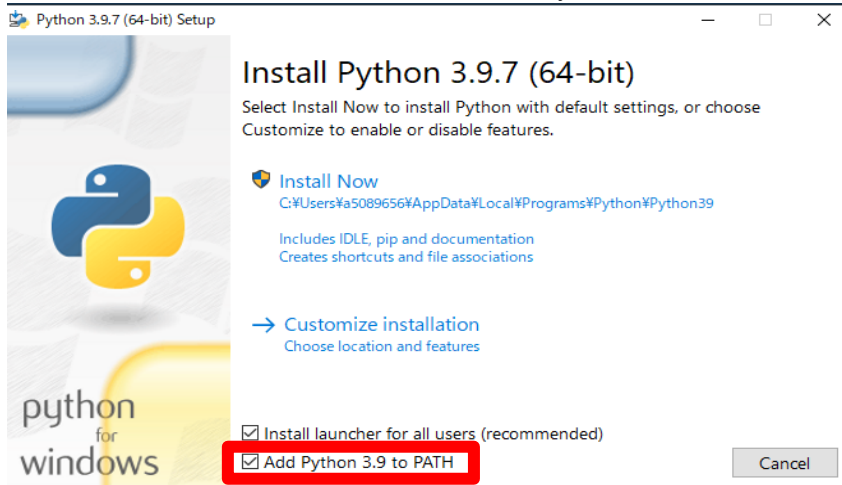 Python 3.9.7 (64-bit) Setup
Install Python 3.9.7 (64-bit)
Select Install Now to install Python with default settings, or choose
Customize to enable or disable features.
Install Now
C:¥Users¥a5089656¥AppData¥Local¥Programs¥Python¥Python39
Includes IDLE, pip and documentation
Creates shortcuts and file associations
→ Customize installation
Choose location and features
python
for
windows
Install launcher for all users (recommended)
Add Python 3.9 to PATH
Cancel